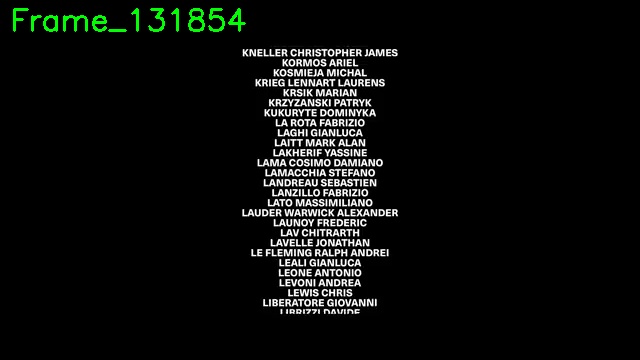 Frame_131854
KNELLER CHRISTOPHER JAMES
KORMOS ARIEL
KOSMIEJA MICHAL
KRIEG LENNART LAURENS
KRSIK MARIAN
KRZYZANSKI PATRYK
KUKURYTE DOMINYKA
LA ROTA FABRIZIO
LAGHI GIANLUCA
LAITT MARK ALAN
LAKHERIF YASSINE
LAMA COSIMO DAMIANO
LAMACCHIA STEFANO
LANDREAU SEBASTIEN
LANZILLO FABRIZIO
LATO MASSIMILIANO
LAUDER WARWICK ALEXANDER
LAUNOY FREDERIC
LAV CHITRARTH
LAVELLE JONATHAN
LE FLEMING RALPH ANDREI
LEALI GIANLUCA
LEONE ANTONIO
LEVONI ANDREA
LEWIS CHRIS
LIBERATORE GIOVANNI
LIBRIZZI DAVIDE